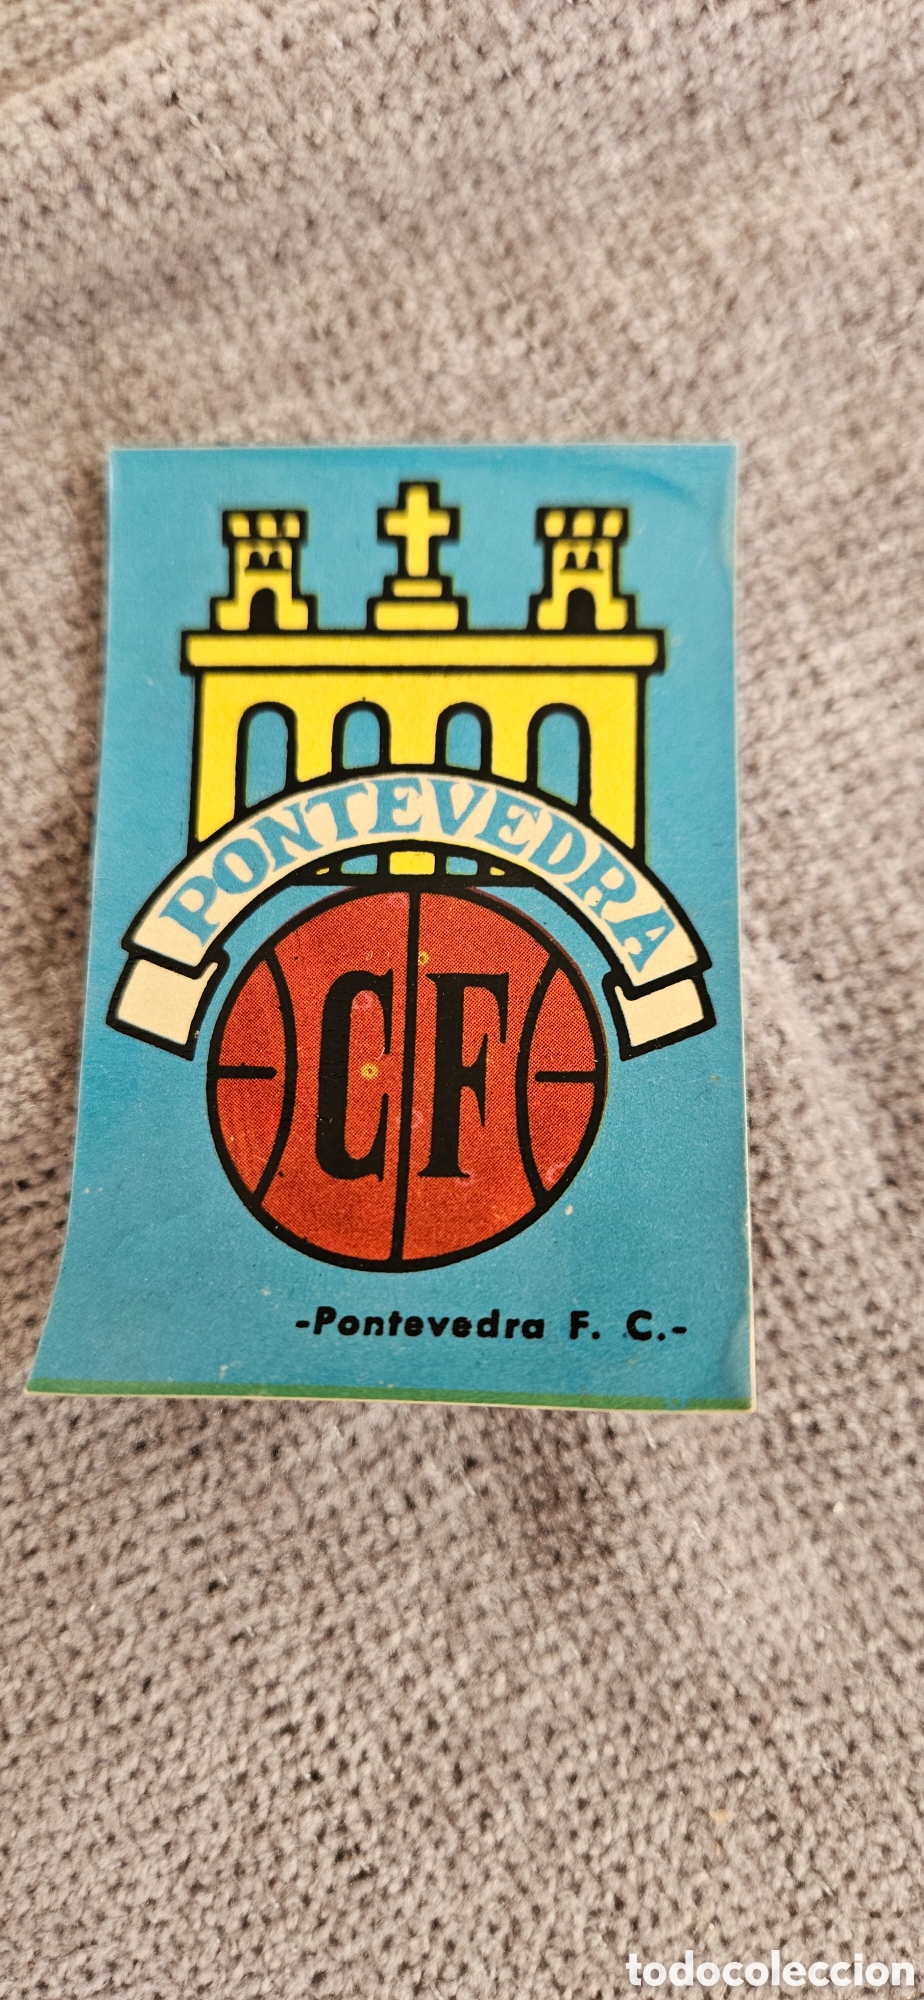 PONTEVEDRA
CF
-Pontevedra F. C.-
todocoleccion